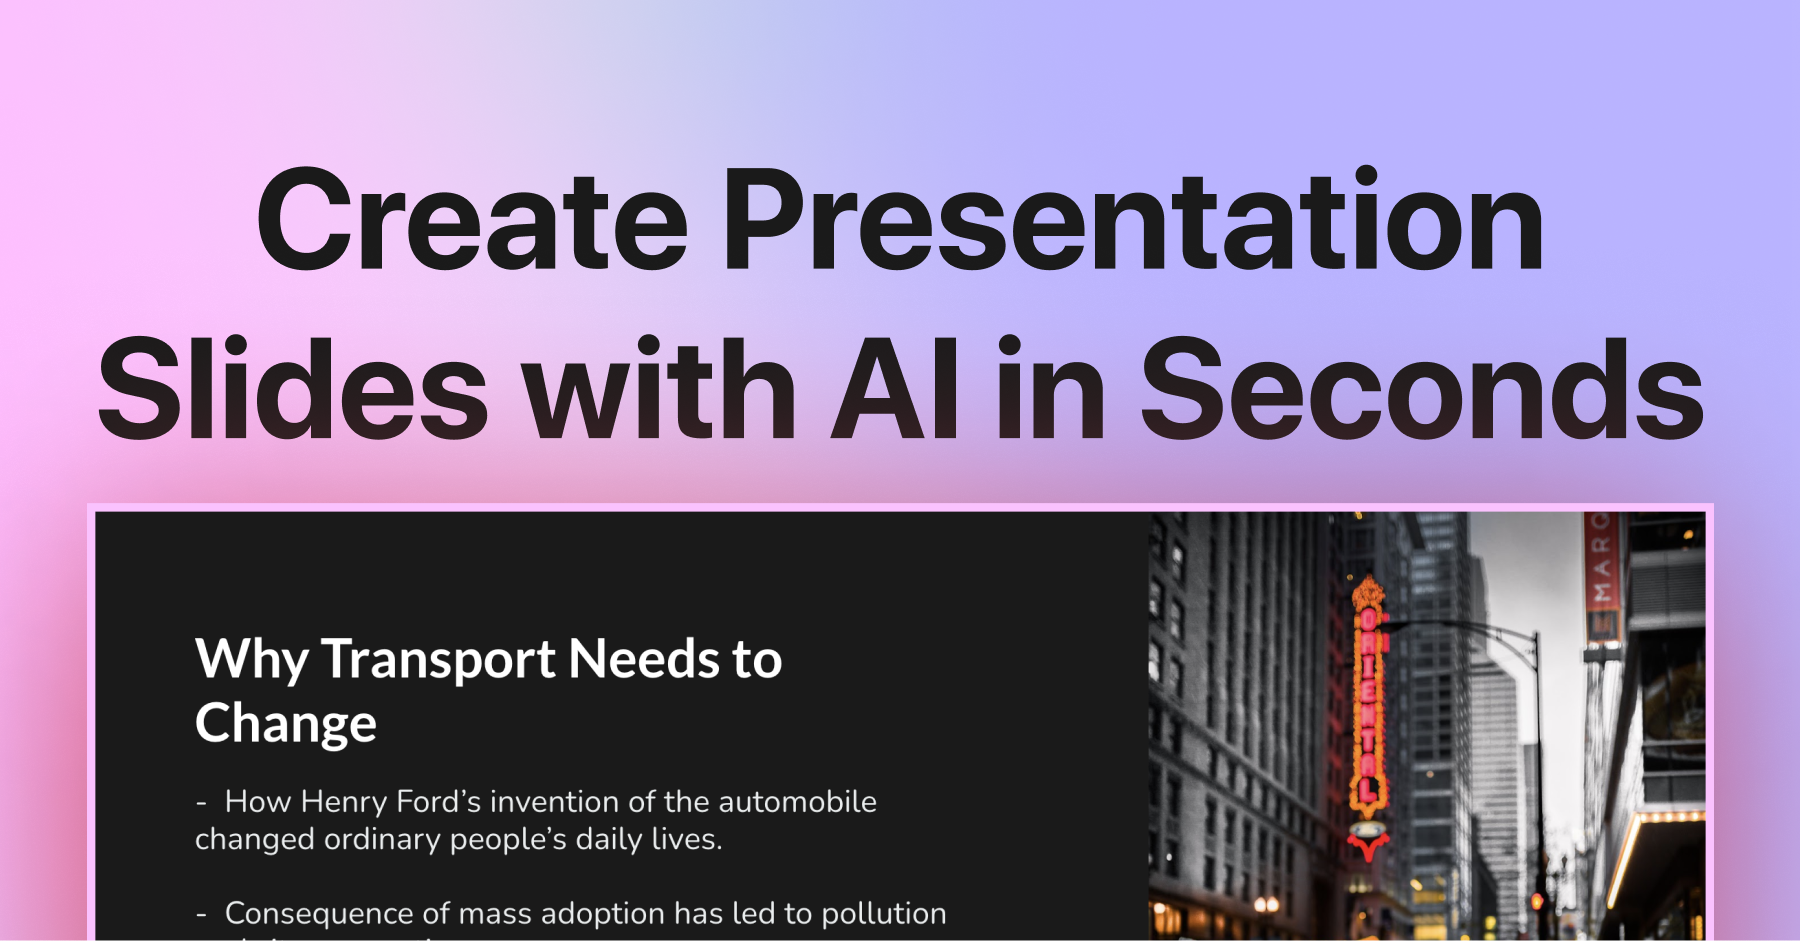 Create Presentation
Slides with AI in Seconds
Why Transport Needs to
Change
- How Henry Ford’s invention of the automobile
changed ordinary people’s daily lives.
- Consequence of mass adoption has led to pollution
ORIENTAL
MARQ